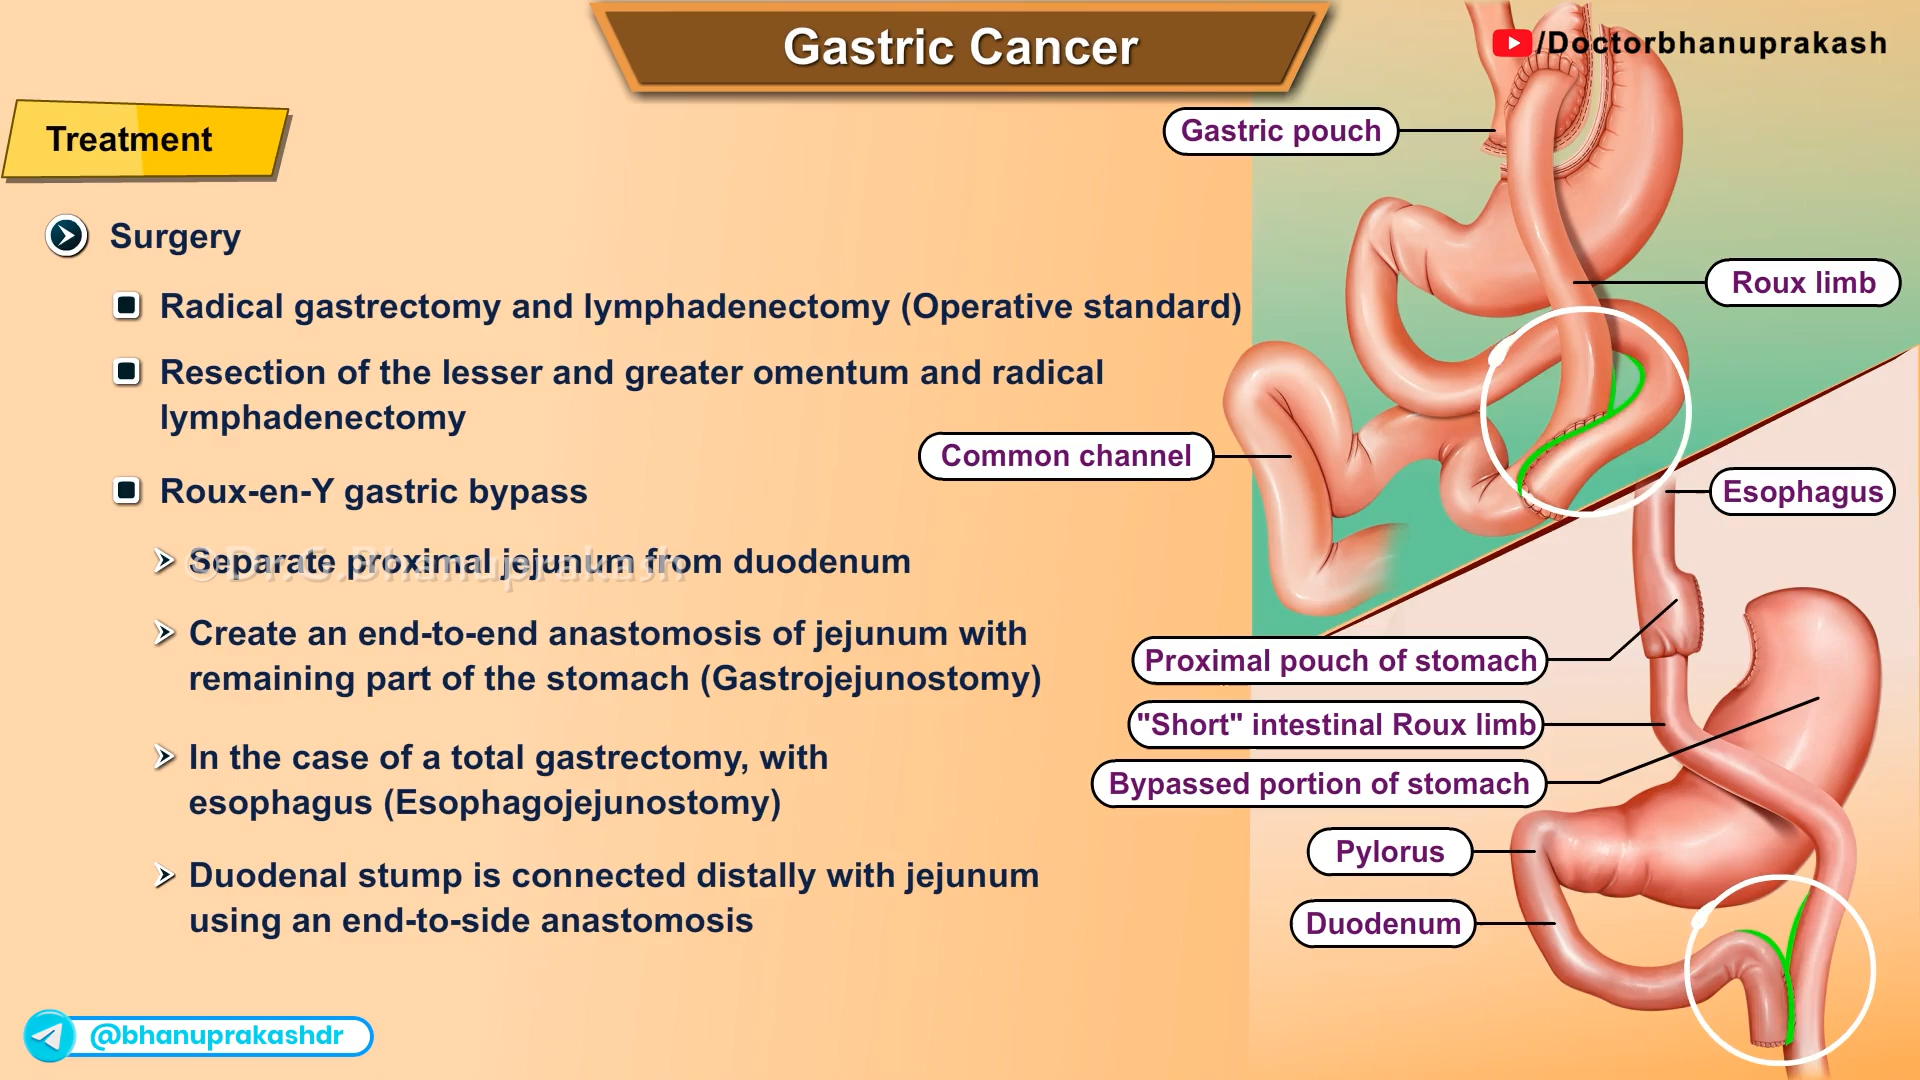 Gastric Cancer
/Doctorbhanuprakash
Treatment
Surgery
Radical gastrectomy and lymphadenectomy (Operative standard)
Resection of the lesser and greater omentum and radical
lymphadenectomy
Roux-en-Y gastric bypass
Separate proximal jejunum from duodenum
©Dr.G.Bhanuprakash
Create an end-to-end anastomosis of jejunum with
remaining part of the stomach (Gastrojejunostomy)
In the case of a total gastrectomy, with
esophagus (Esophagojejunostomy)
Duodenal stump is connected distally with jejunum
using an end-to-side anastomosis
Gastric pouch
Roux limb
Common channel
Esophagus
Proximal pouch of stomach
"Short" intestinal Roux limb
Bypassed portion of stomach
Pylorus
Duodenum
@bhanuprakashdr